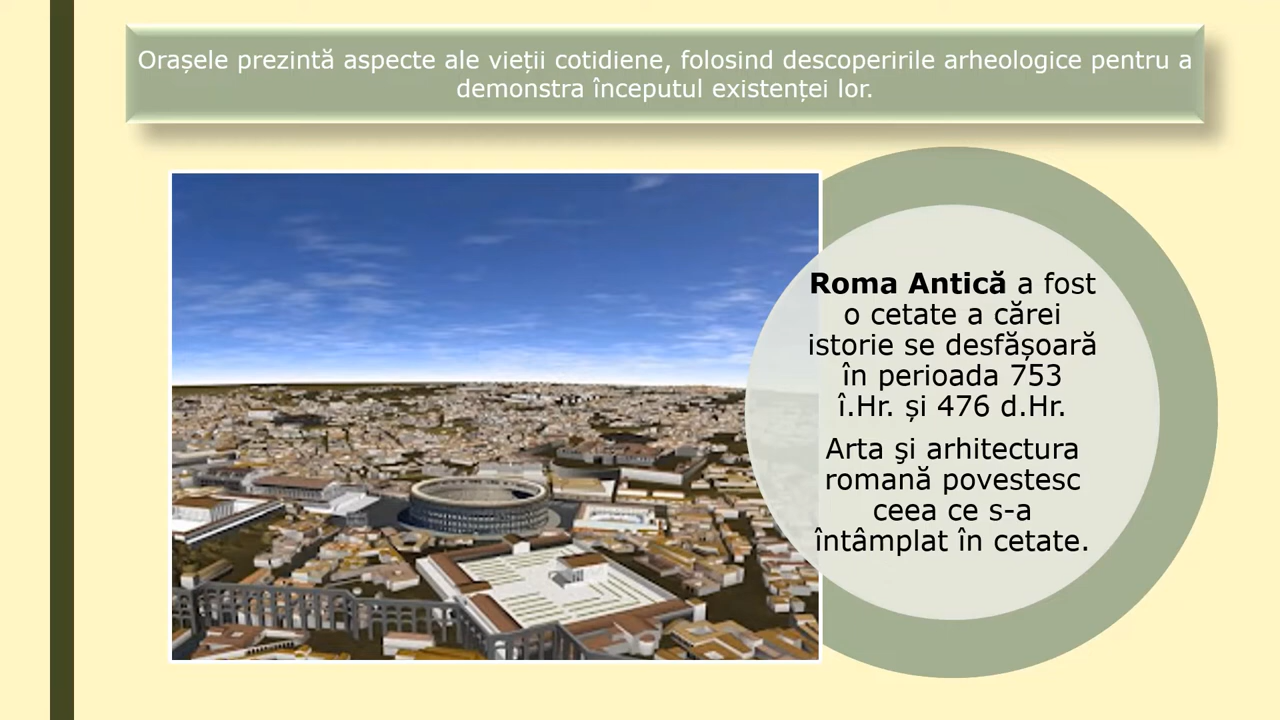 Orașele prezintă aspecte ale vieții cotidiene, folosind descoperirile arheologice pentru a
demonstra începutul existenței lor.
Roma Antică a fost
o cetate a cărei
istorie se desfășoară
în perioada 753
î.Hr. și 476 d.Hr.
Arta şi arhitectura
romană povestesc
ceea ce s-a
întâmplat în cetate.